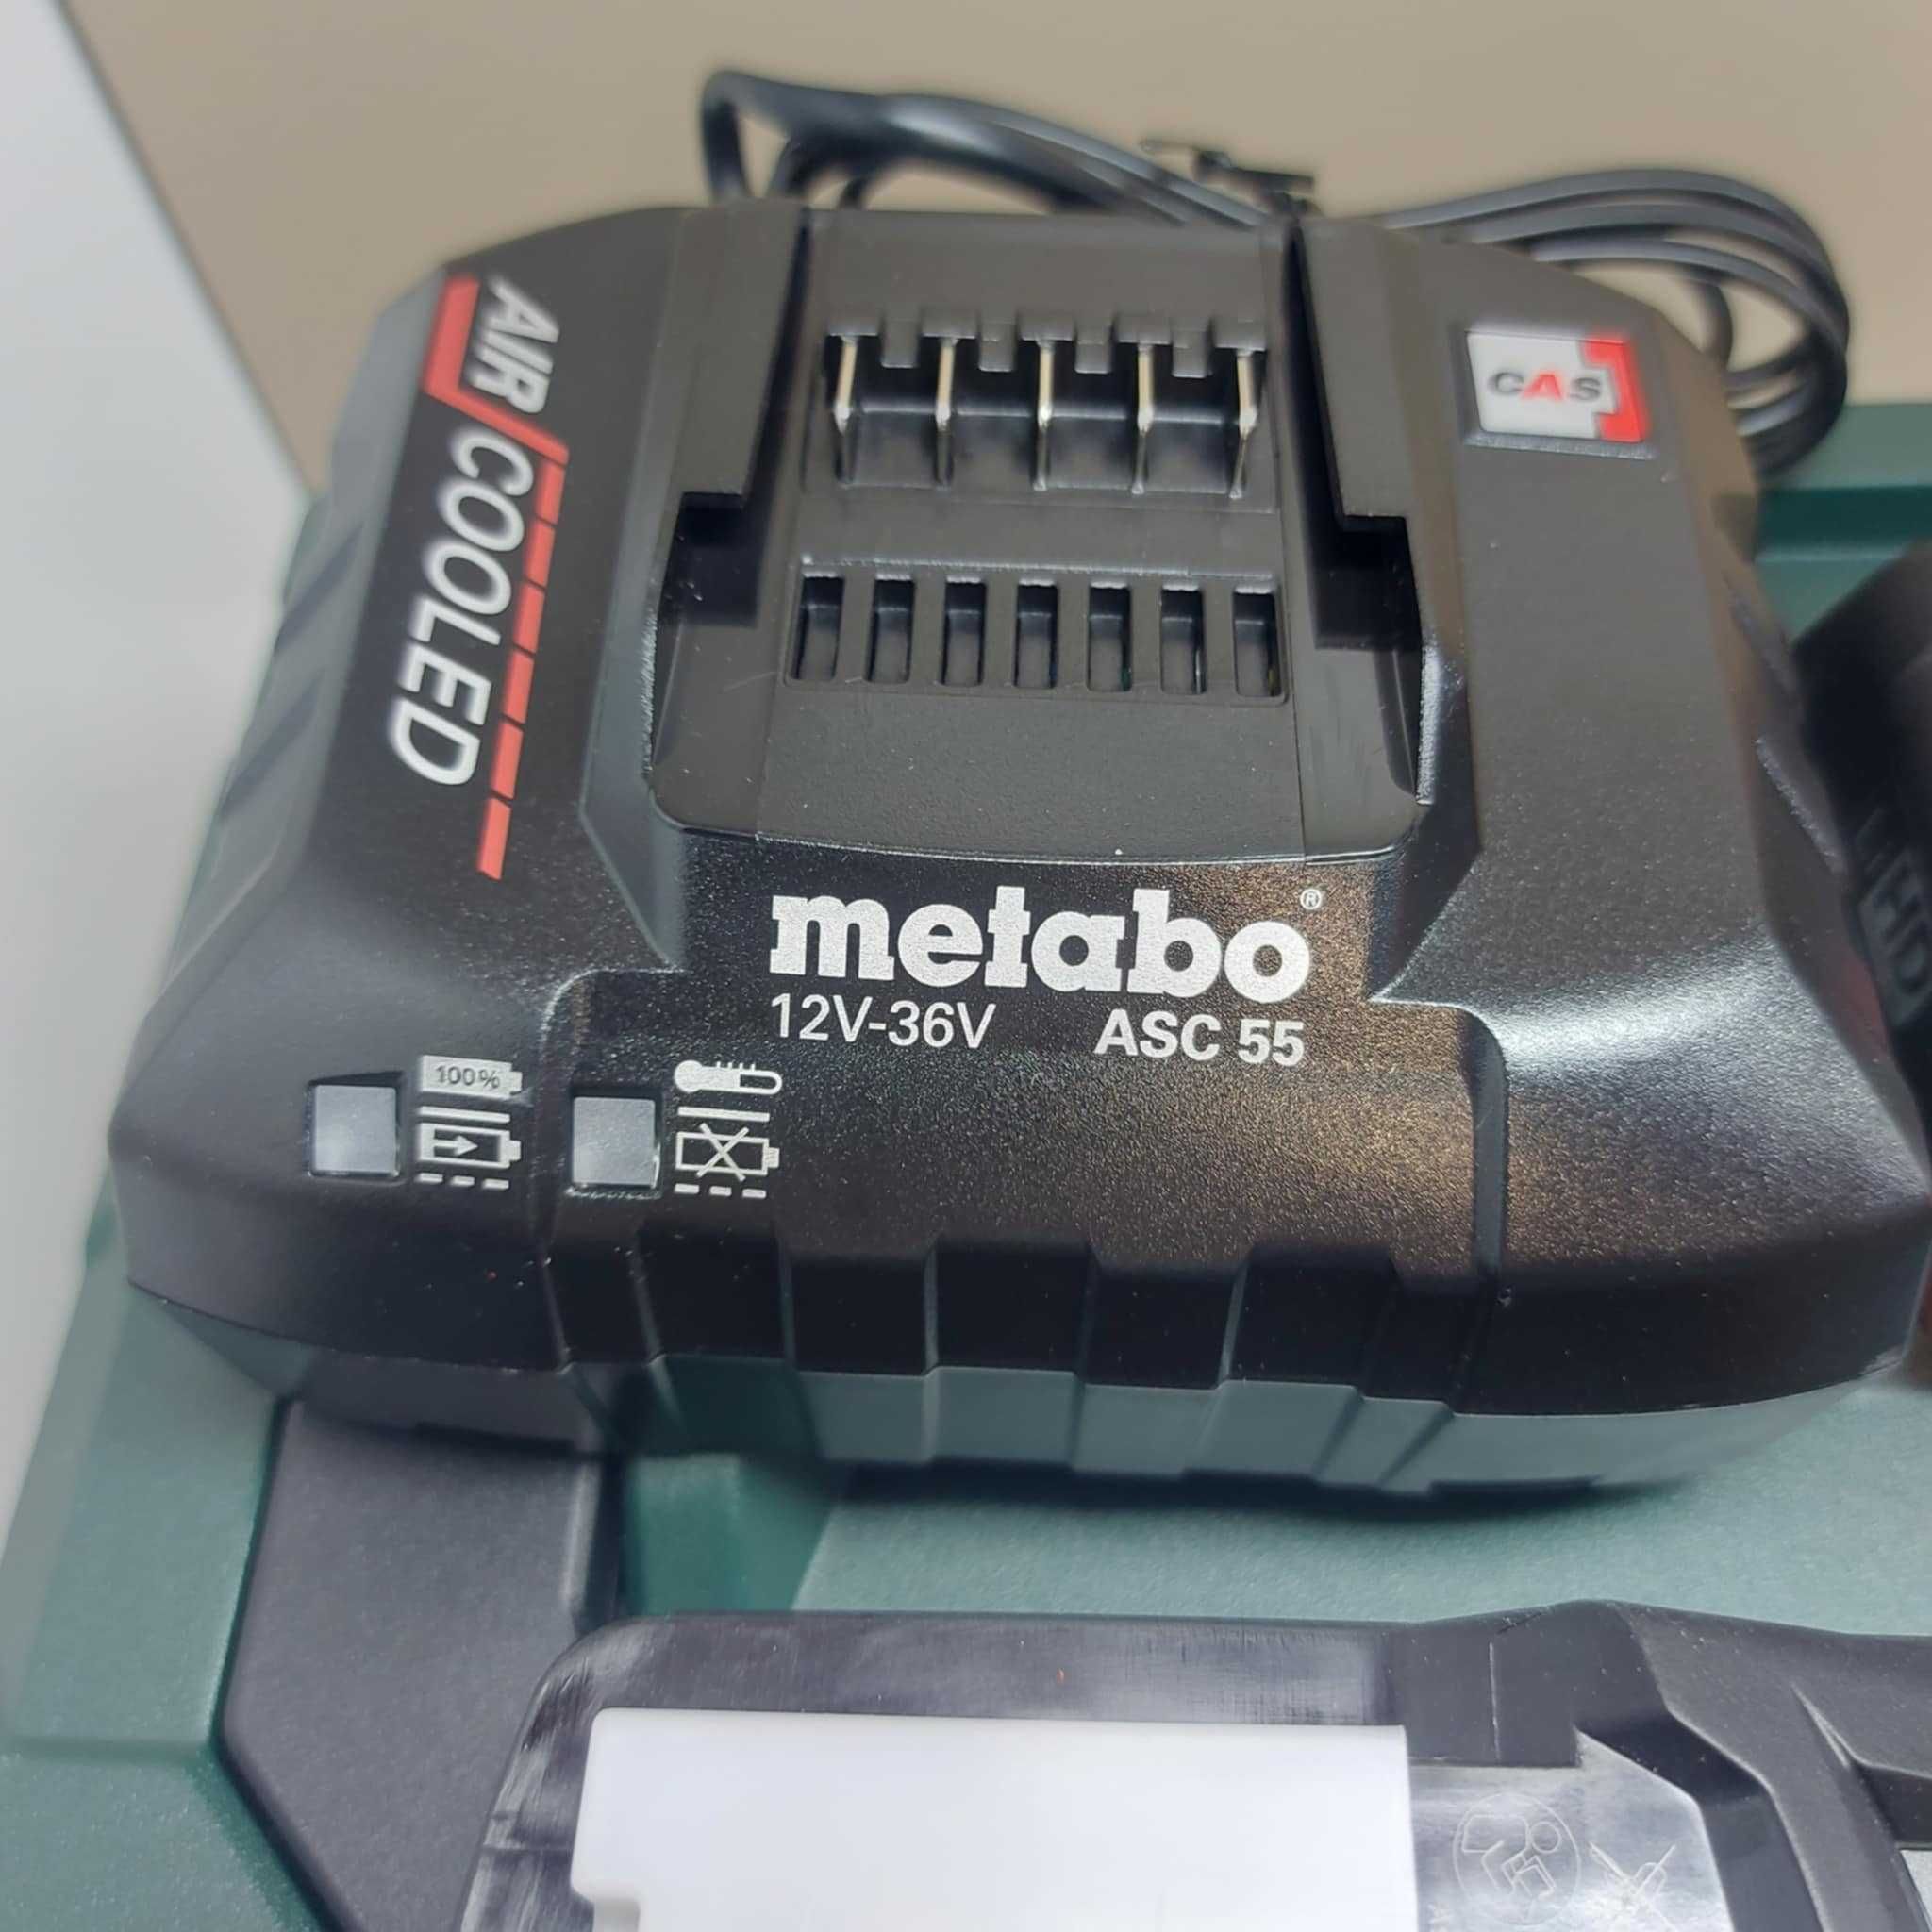 AIR COOLED
CAS
metabo®
12V-36V ASC 55
100%